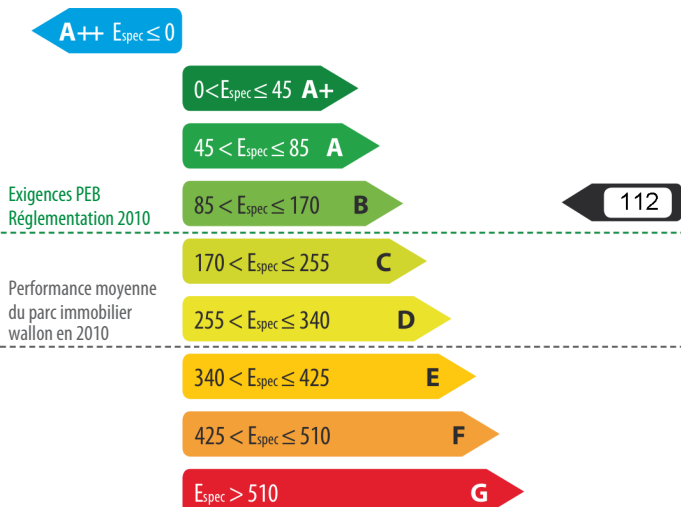 A++ Espec ≤ 0
0 < Espec ≤ 45 A+
45 < Espec ≤ 85 A
Exigences PEB
Réglementation 2010
85 < Espec ≤ 170 B
112
170 < Espec ≤ 255 C
Performance moyenne
du parc immobilier
wallon en 2010
255 < Espec ≤ 340 D
340 < Espec ≤ 425 E
425 < Espec ≤ 510 F
Espec > 510 G